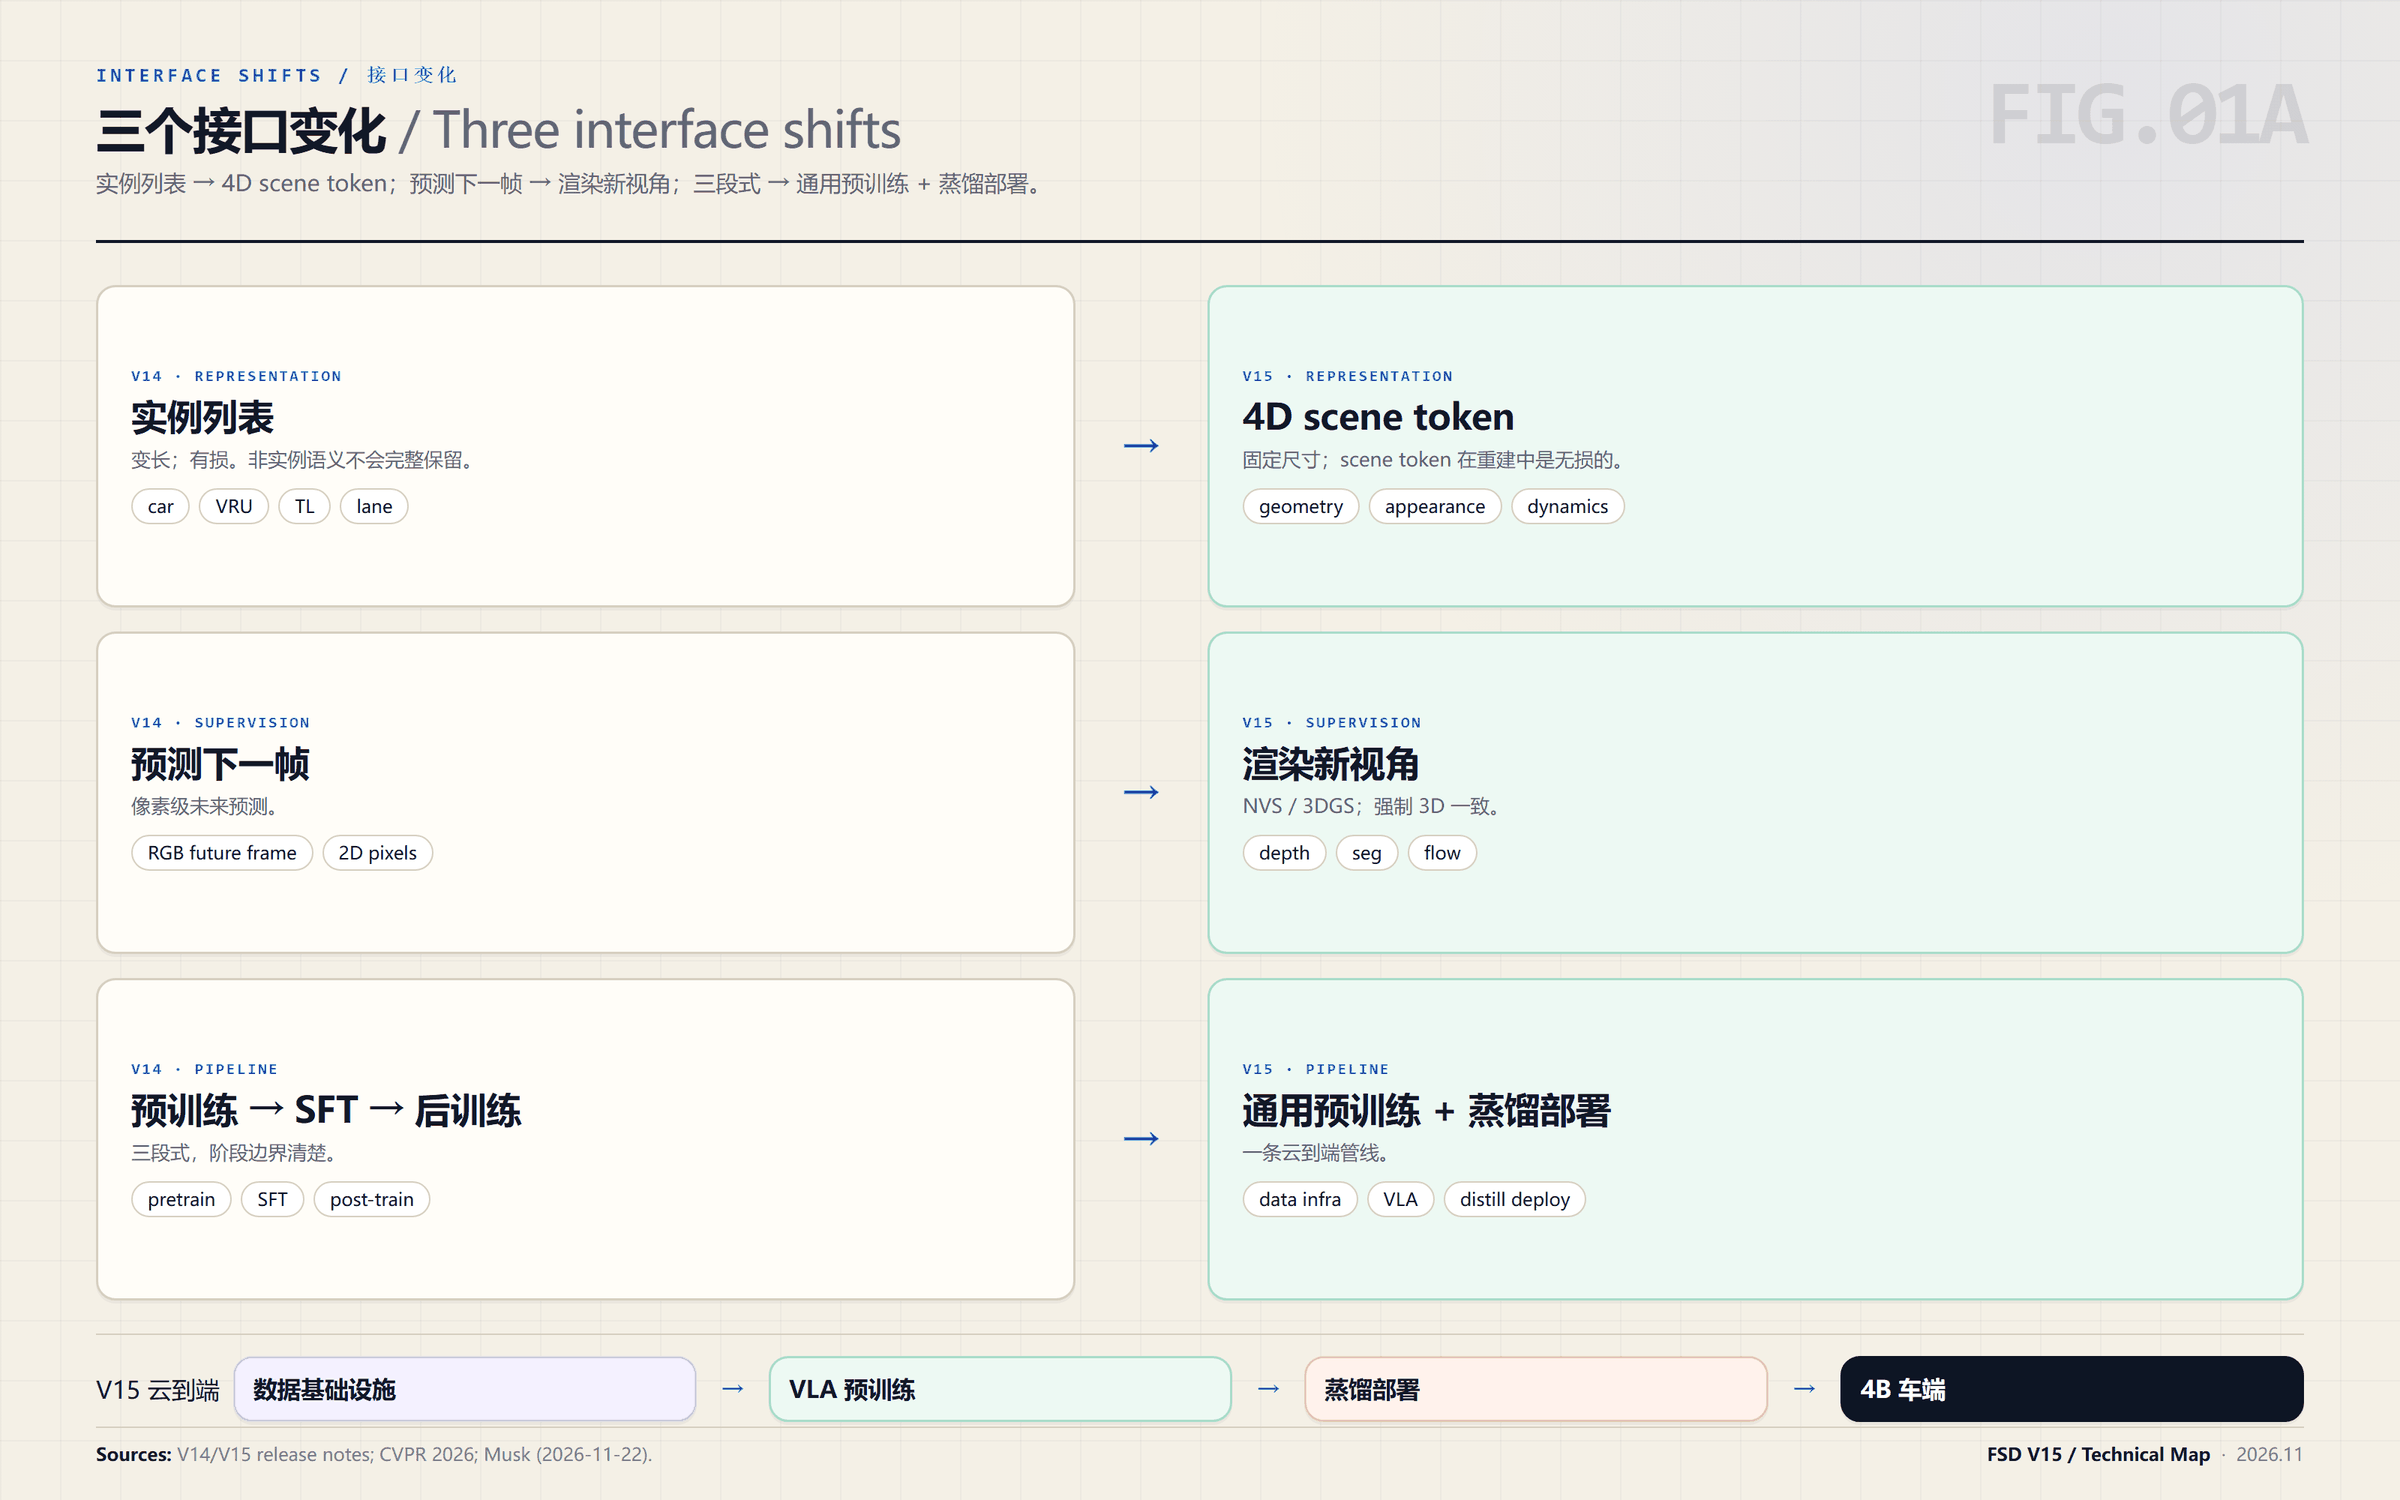 INTERFACE SHIFTS / 接口变化
FIG.01A
三个接口变化 / Three interface shifts
实例列表 → 4D scene token；预测下一帧 → 渲染新视角；三段式 → 通用预训练 + 蒸馏部署。
V14 · REPRESENTATION
实例列表
变长；有损。非实例语义不会完整保留。
car VRU TL lane
→
V15 · REPRESENTATION
4D scene token
固定尺寸；scene token 在重建中是无损的。
geometry appearance dynamics
V14 · SUPERVISION
预测下一帧
像素级未来预测。
RGB future frame 2D pixels
→
V15 · SUPERVISION
渲染新视角
NVS / 3DGS；强制 3D 一致。
depth seg flow
V14 · PIPELINE
预训练 → SFT → 后训练
三段式，阶段边界清楚。
pretrain SFT post-train
→
V15 · PIPELINE
通用预训练 + 蒸馏部署
一条云到端管线。
data infra VLA distill deploy
V15 云到端 数据基础设施 → VLA 预训练 → 蒸馏部署 → 4B 车端
Sources: V14/V15 release notes; CVPR 2026; Musk (2026-11-22).
FSD V15 / Technical Map · 2026.11